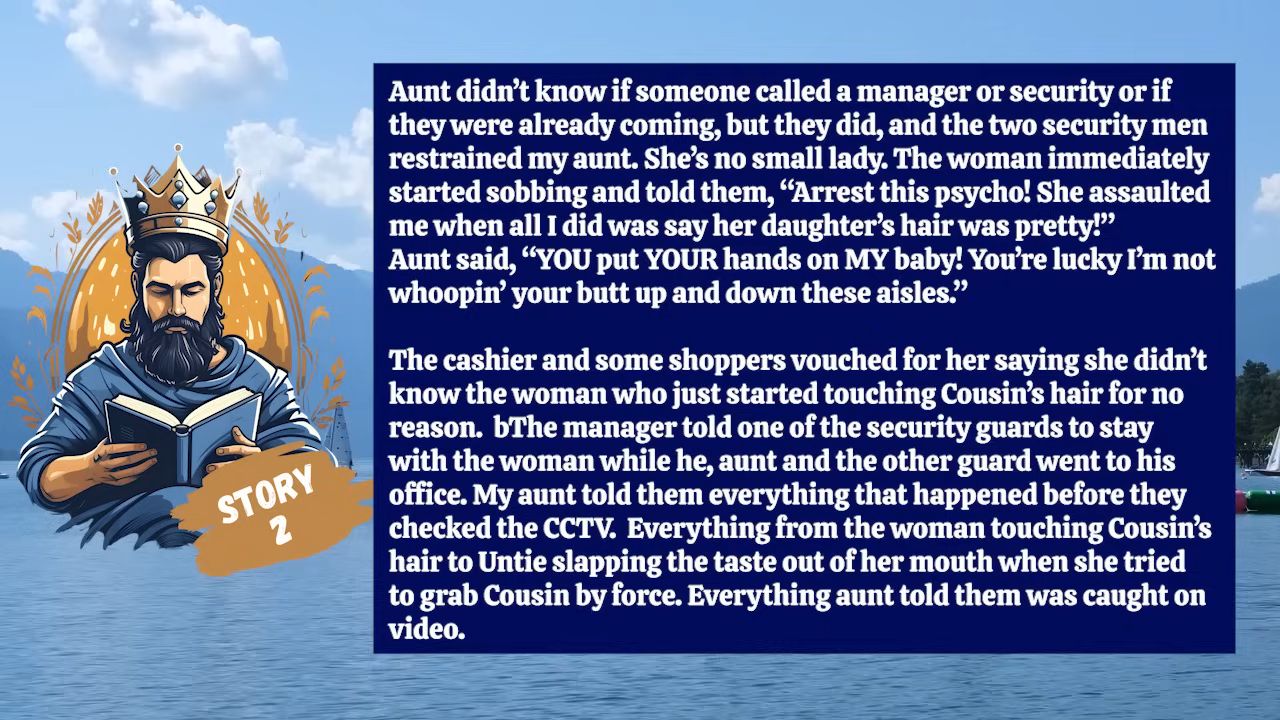 Aunt didn’t know if someone called a manager or security or if
they were already coming, but they did, and the two security men
restrained my aunt. She’s no small lady. The woman immediately
started sobbing and told them, “Arrest this psycho! She assaulted
me when all I did was say her daughter’s hair was pretty!”
Aunt said, “YOU put YOUR hands on MY baby! You’re lucky I’m not
whoopin’ your butt up and down these aisles.”
The cashier and some shoppers vouched for her saying she didn’t
know the woman who just started touching Cousin’s hair for no
reason.  bThe manager told one of the security guards to stay
with the woman while he, aunt and the other guard went to his
office. My aunt told them everything that happened before they
checked the CCTV.  Everything from the woman touching Cousin’s
hair to Untie slapping the taste out of her mouth when she tried
to grab Cousin by force. Everything aunt told them was caught on
video.
STORY
2